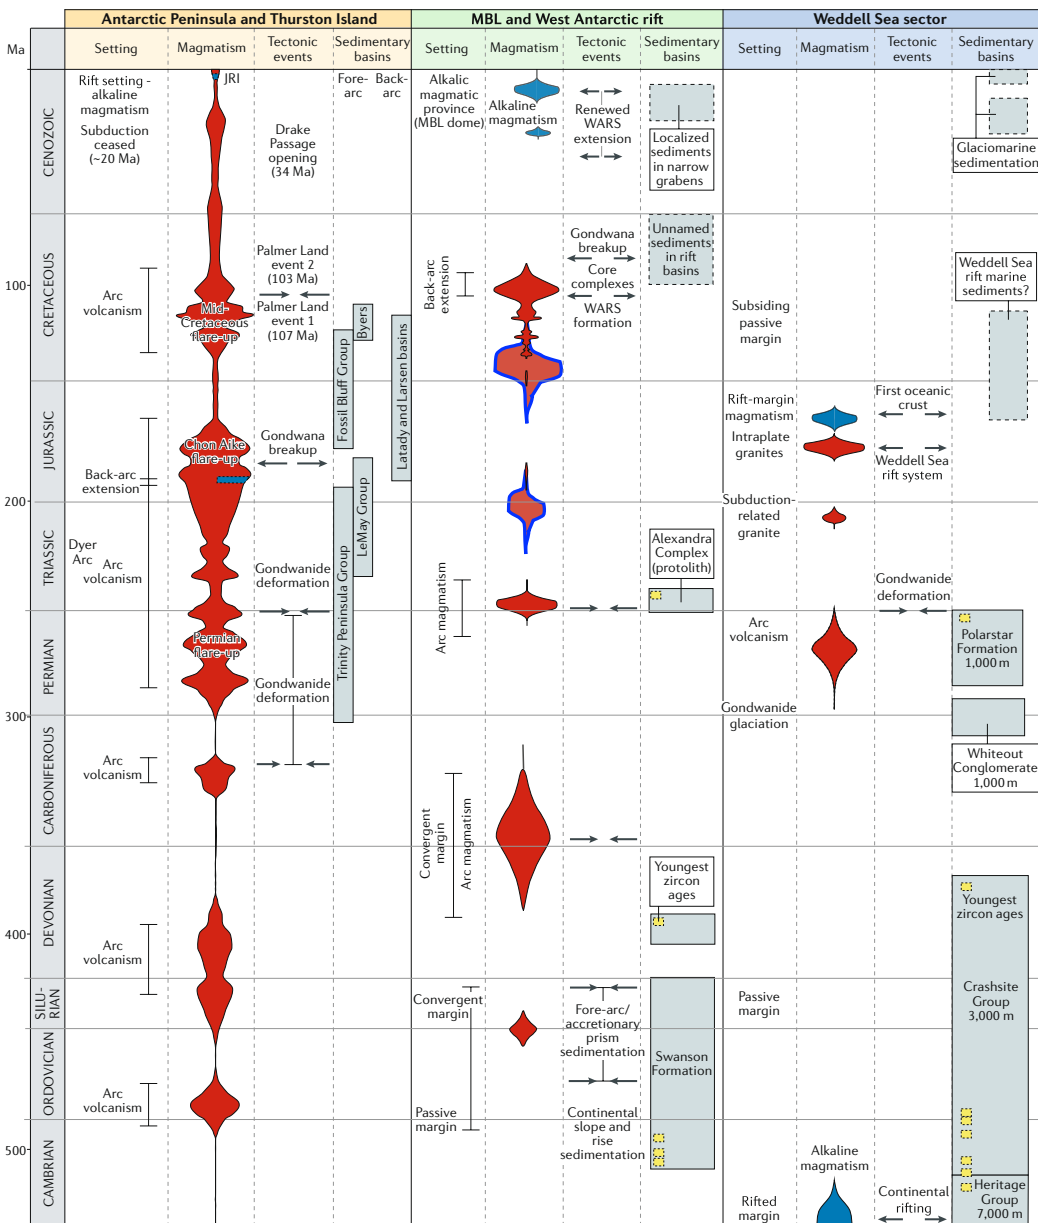 Antarctic Peninsula and Thurston Island
MBL and West Antarctic rift
Weddell Sea sector
Ma
Setting
Magmatism
Tectonic
events
Sedimentary
basins
Setting
Magmatism
Tectonic
events
Sedimentary
basins
Setting
Magmatism
Tectonic
events
Sedimentary
basins
CENOZOIC
CRETACEOUS
JURASSIC
TRIASSIC
PERMIAN
CARBONIFEROUS
DEVONIAN
SILU-
RIAN
ORDOVICIAN
CAMBRIAN
100
200
300
400
500
Rift setting -
alkaline
magmatism
Subduction
ceased
(~20 Ma)
Arc
volcanism
Back-arc
extension
Dyer
Arc
Arc
volcanism
Arc
volcanism
Arc
volcanism
Arc
volcanism
JRI
Mid-
Cretaceous
flare-up
Chon Aike
flare-up
Permian
flare-up
Drake
Passage
opening
(34 Ma)
Palmer Land
event 2
(103 Ma)
Palmer Land
event 1
(107 Ma)
Gondwana
breakup
Gondwanide
deformation
Gondwanide
deformation
Fore-
arc
Back-
arc
Byers
Fossil Bluff Group
Latady and Larsen basins
LeMay Group
Trinity Peninsula Group
Alkalic
magmatic
province
(MBL dome)
Back-arc
extension
Arc magmatism
Convergent
margin
Arc magmatism
Convergent
margin
Passive
margin
Alkaline
magmatism
Renewed
WARS
extension
Gondwana
breakup
Core
complexes
WARS
formation
Fore-arc/
accretionary
prism
sedimentation
Continental
slope and
rise
sedimentation
Localized
sediments
in narrow
grabens
Unnamed
sediments
in rift
basins
Alexandra
Complex
(protolith)
Youngest
zircon
ages
Swanson
Formation
Subsiding
passive
margin
Rift-margin
magmatism
Intraplate
granites
Subduction-
related
granite
Arc
volcanism
Gondwanide
glaciation
Passive
margin
Rifted
margin
Alkaline
magmatism
First oceanic
crust
Weddell Sea
rift system
Gondwanide
deformation
Continental
rifting
Glaciomarine
sedimentation
Weddell Sea
rift marine
sediments?
Polarstar
Formation
1,000 m
Whiteout
Conglomerate
1,000 m
Youngest
zircon ages
Crashsite
Group
3,000 m
Heritage
Group
7,000 m